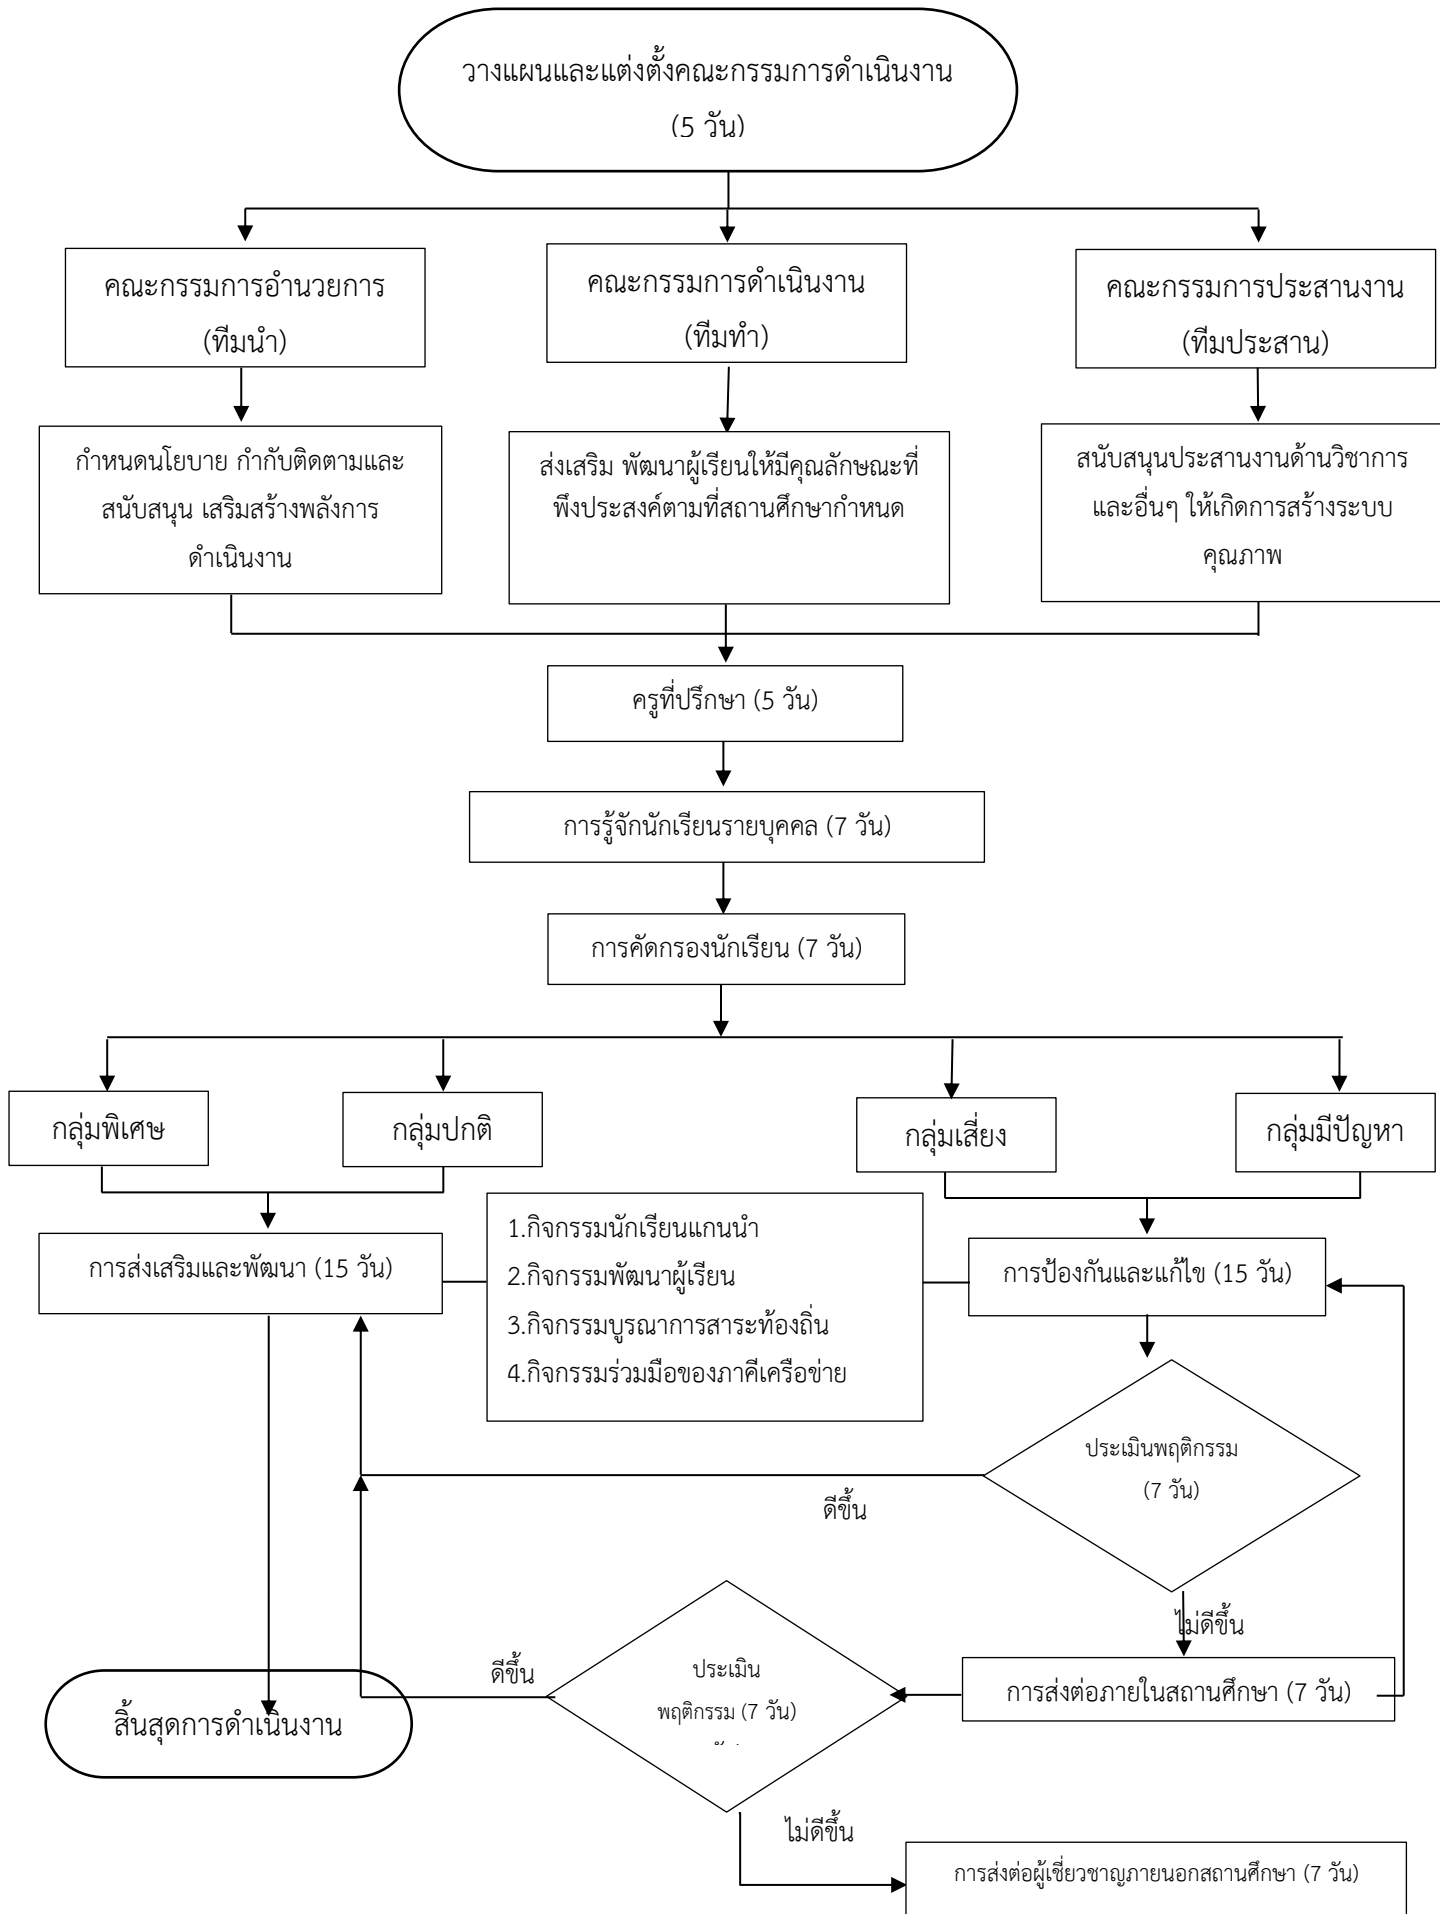 วางแผนและแต่งตั้งคณะกรรมการดำเนินงาน
(5 วัน)
คณะกรรมการอำนวยการ
(ทีมนำ)
คณะกรรมการดำเนินงาน
(ทีมทำ)
คณะกรรมการประสานงาน
(ทีมประสาน)
กำหนดนโยบาย กำกับติดตามและ
สนับสนุน เสริมสร้างพลังการ
ดำเนินงาน
ส่งเสริม พัฒนาผู้เรียนให้มีคุณลักษณะที่
พึงประสงค์ตามที่สถานศึกษากำหนด
สนับสนุนประสานงานด้านวิชาการ
และอื่นๆ ให้เกิดการสร้างระบบ
คุณภาพ
ครูที่ปรึกษา (5 วัน)
การรู้จักนักเรียนรายบุคคล (7 วัน)
การคัดกรองนักเรียน (7 วัน)
กลุ่มพิเศษ
กลุ่มปกติ
กลุ่มเสี่ยง
กลุ่มมีปัญหา
การส่งเสริมและพัฒนา (15 วัน)
1.กิจกรรมนักเรียนแกนนำ
2.กิจกรรมพัฒนาผู้เรียน
3.กิจกรรมบูรณาการสาระท้องถิ่น
4.กิจกรรมร่วมมือของภาคีเครือข่าย
การป้องกันและแก้ไข (15 วัน)
ประเมินพฤติกรรม
(7 วัน)
ดีขึ้น
ไม่ดีขึ้น
การส่งต่อภายในสถานศึกษา (7 วัน)
ประเมิน
พฤติกรรม (7 วัน)
ดีขึ้น
สิ้นสุดการดำเนินงาน
ไม่ดีขึ้น
การส่งต่อผู้เชี่ยวชาญภายนอกสถานศึกษา (7 วัน)